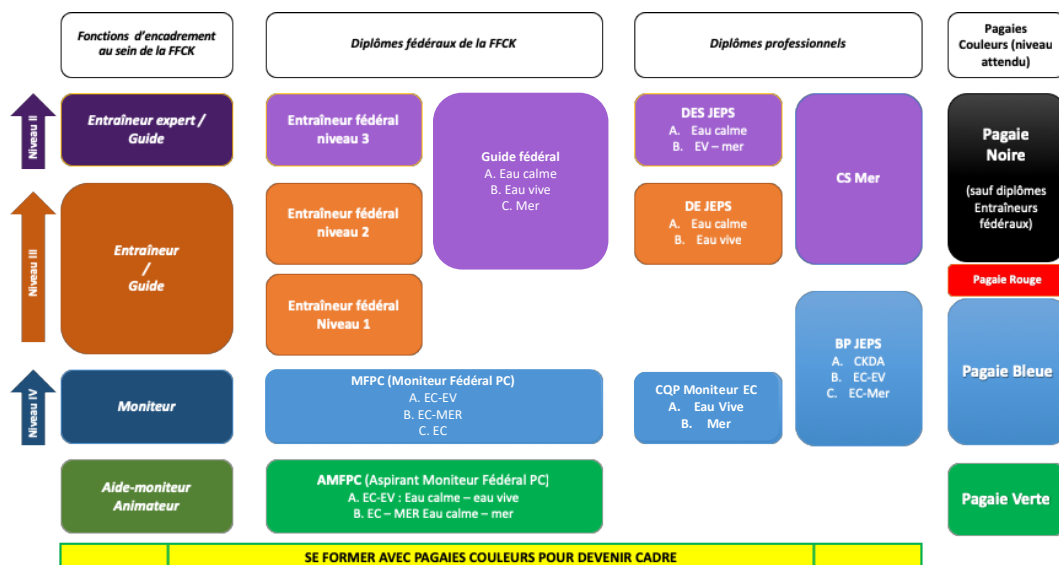 Fonctions d'encadrement
au sein de la FFCK
Diplômes fédéraux de la FFCK
Diplômes professionnels
Pagaies
Couleurs (niveau
attendu)
Niveau II
Entraîneur expert /
Guide
Entraîneur fédéral
niveau 3
Guide fédéral
A. Eau calme
B. Eau vive
C. Mer
DES JEPS
A. Eau calme
B. EV – mer
CS Mer
Pagaie
Noire
(sauf diplômes
Entraîneurs
fédéraux)
Niveau III
Entraîneur
/
Guide
Entraîneur fédéral
niveau 2
DE JEPS
A. Eau calme
B. Eau vive
Pagaie Rouge
Entraîneur fédéral
Niveau 1
BP JEPS
A. CKDA
B. EC-EV
C. EC-Mer
Pagaie Bleue
Niveau IV
Moniteur
MFPC (Moniteur Fédéral PC)
A. EC-EV
B. EC-MER
C. EC
CQP Moniteur EC
A. Eau Vive
B. Mer
Aide-moniteur
Animateur
AMFPC (Aspirant Moniteur Fédéral PC)
A. EC-EV : Eau calme – eau vive
B. EC – MER Eau calme – mer
Pagaie Verte
SE FORMER AVEC PAGAIES COULEURS POUR DEVENIR CADRE